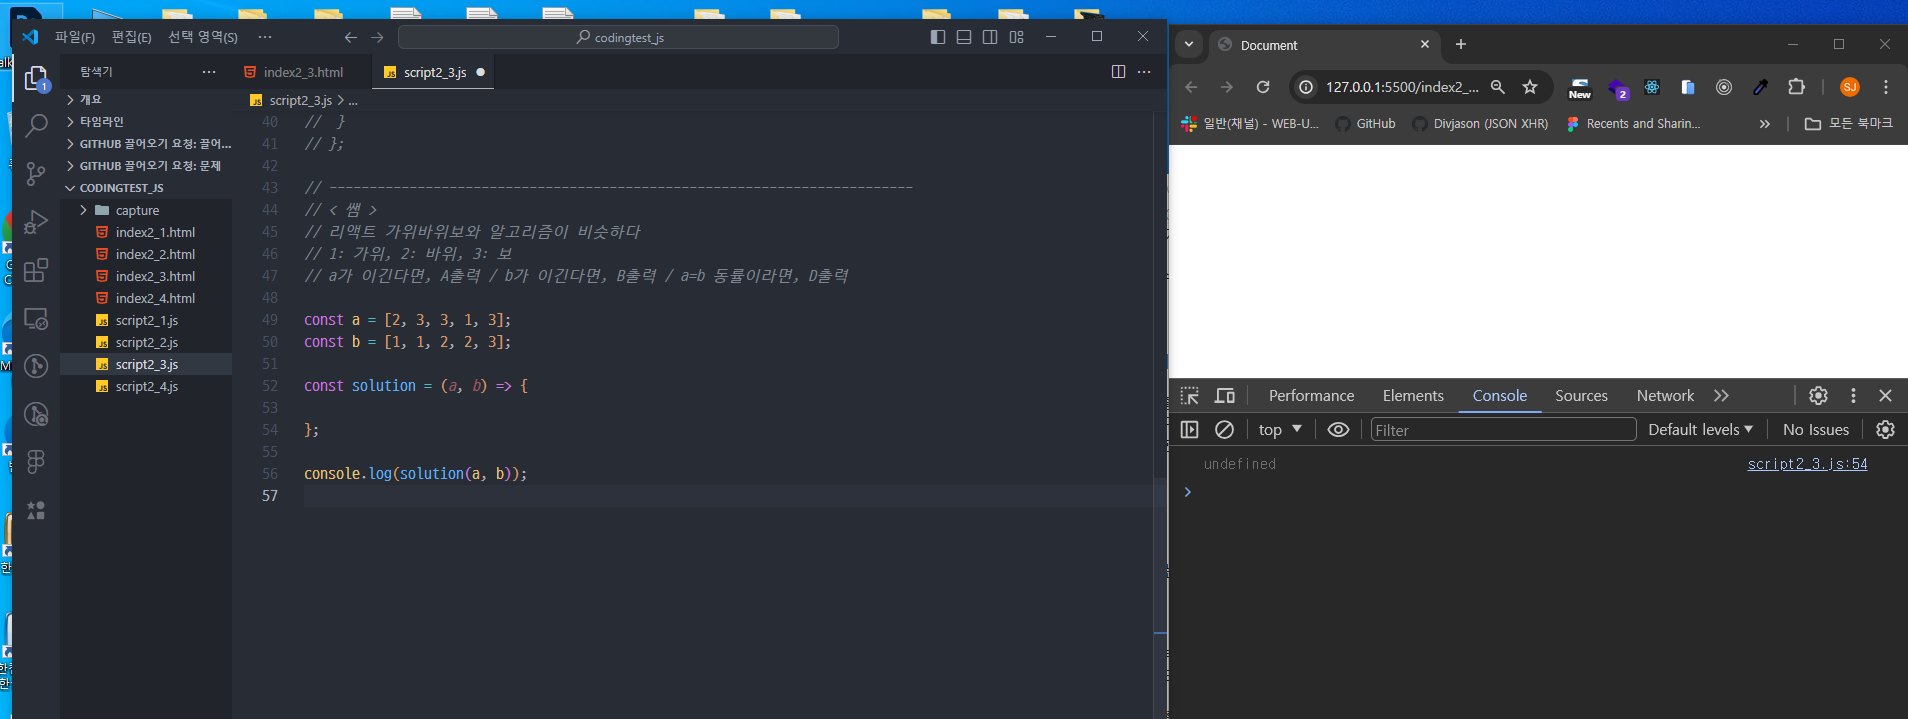 파일(F) 편집(E) 선택 영역(S) ···
codingtest_js
탐색기 ···
개요
타임라인
GITHUB 끌어오기 요청: 끌어...
GITHUB 끌어오기 요청: 문제
CODINGTEST_JS
capture
index2_1.html
index2_2.html
index2_3.html
index2_4.html
script2_1.js
script2_2.js
script2_3.js
script2_4.js
1
index2_3.html
script2_3.js
script2_3.js > ...
40 //  }
41 // };
42
43 // -------------------------------------------------------------------------
44 // < 쌤 >
45 // 리액트 가위바위보와 알고리즘이 비슷하다
46 // 1: 가위, 2: 바위, 3: 보
47 // a가 이긴다면, A출력 / b가 이긴다면, B출력 / a=b 동률이라면, D출력
48
49 const a = [2, 3, 3, 1, 3];
50 const b = [1, 1, 2, 2, 3];
51
52 const solution = (a, b) => {
53
54 };
55
56 console.log(solution(a, b));
57
Document
127.0.0.1:5500/index2_...
New
2
SJ
일반(채널) - WEB-U... GitHub Divjason (JSON XHR) Recents and Sharin... » 모든 북마크
Performance Elements Console Sources Network
top Filter Default levels No Issues
undefined script2_3.js:54
>